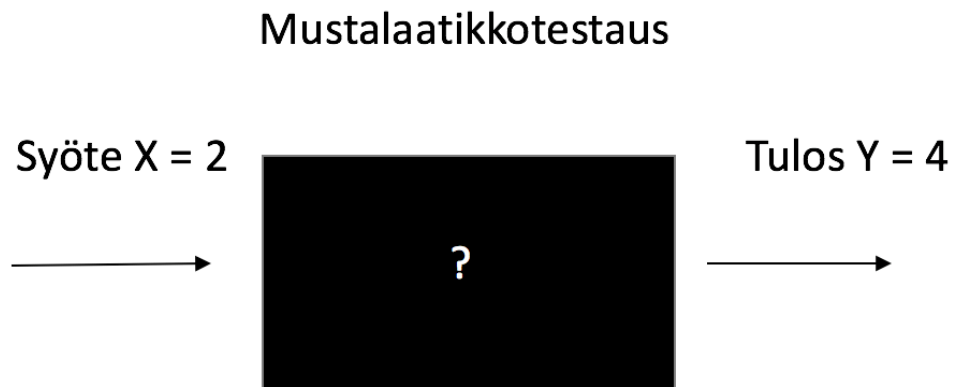 Mustalaatikkotestaus
Syöte X = 2
Tulos Y = 4
?